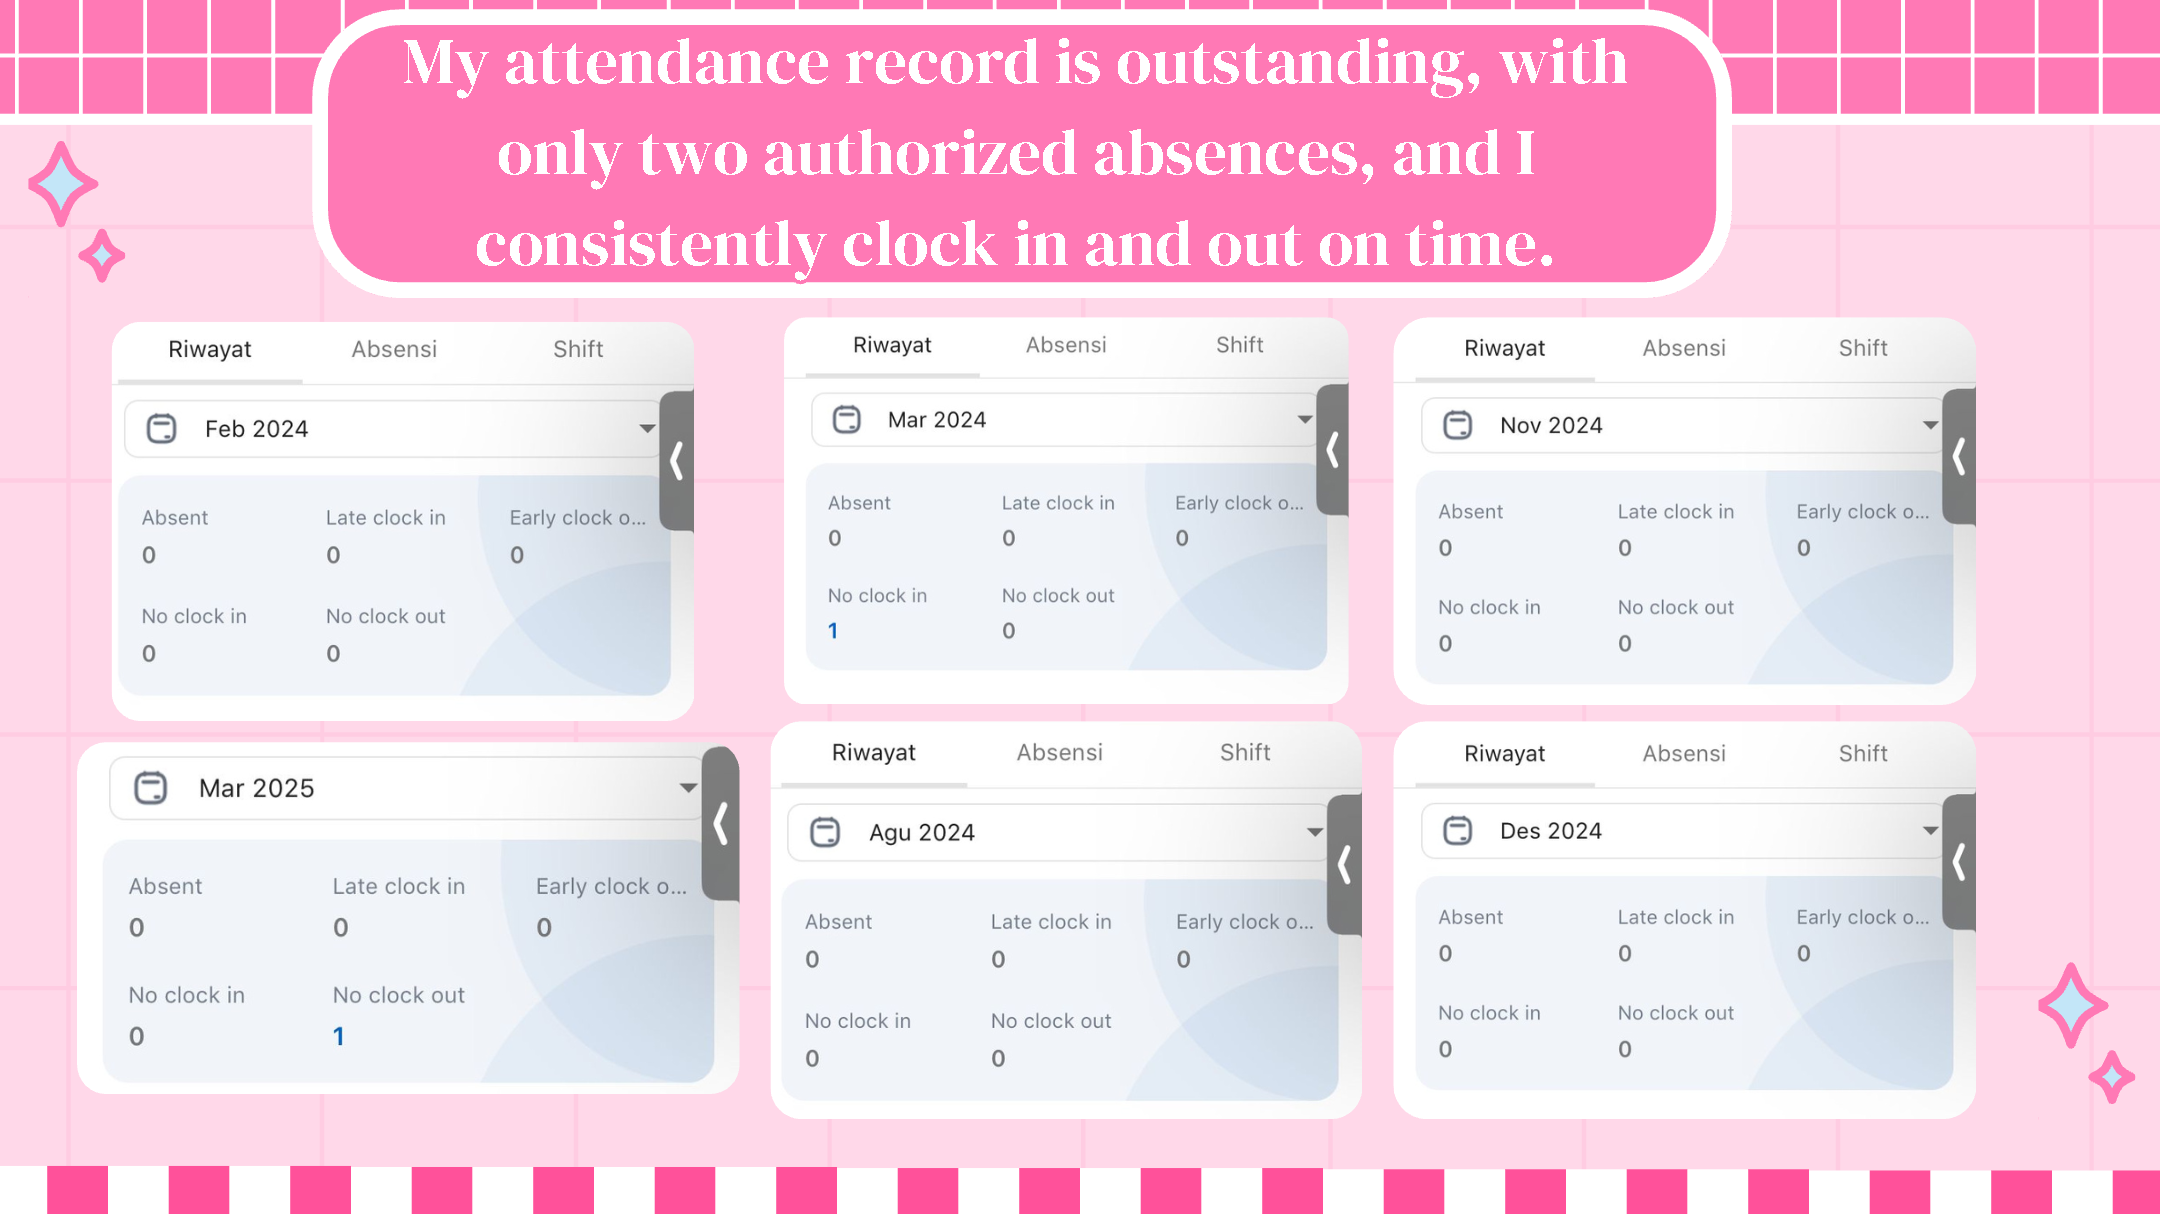 My attendance record is outstanding, with
only two authorized absences, and I
consistently clock in and out on time.
Riwayat Absensi Shift
Feb 2024
Absent Late clock in Early clock o...
0 0 0
No clock in No clock out
0 0
Riwayat Absensi Shift
Mar 2024
Absent Late clock in Early clock o...
0 0 0
No clock in No clock out
1 0
Riwayat Absensi Shift
Nov 2024
Absent Late clock in Early clock o...
0 0 0
No clock in No clock out
0 0
Mar 2025
Absent Late clock in Early clock o...
0 0 0
No clock in No clock out
0 1
Riwayat Absensi Shift
Agu 2024
Absent Late clock in Early clock o...
0 0 0
No clock in No clock out
0 0
Riwayat Absensi Shift
Des 2024
Absent Late clock in Early clock o...
0 0 0
No clock in No clock out
0 0